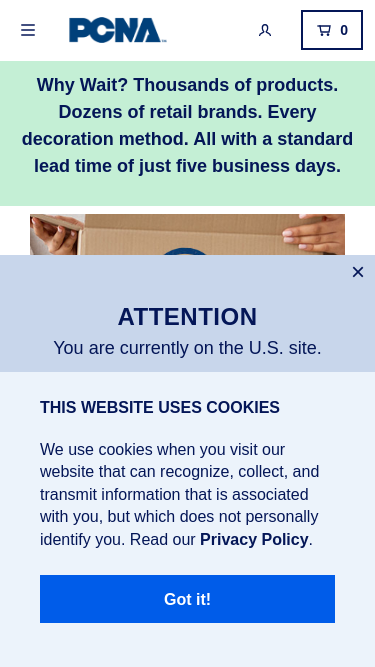 PCNA
0
Why Wait? Thousands of products.
Dozens of retail brands. Every
decoration method. All with a standard
lead time of just five business days.
ATTENTION
You are currently on the U.S. site.
THIS WEBSITE USES COOKIES
We use cookies when you visit our
website that can recognize, collect, and
transmit information that is associated
with you, but which does not personally
identify you. Read our Privacy Policy.
Got it!